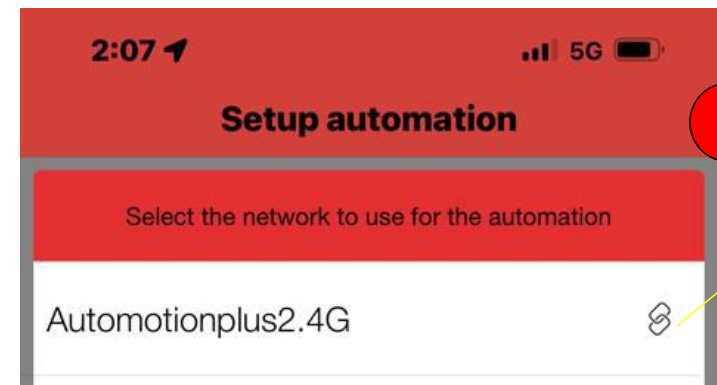 2:07 5G
Setup automation
Select the network to use for the automation
Automotionplus2.4G